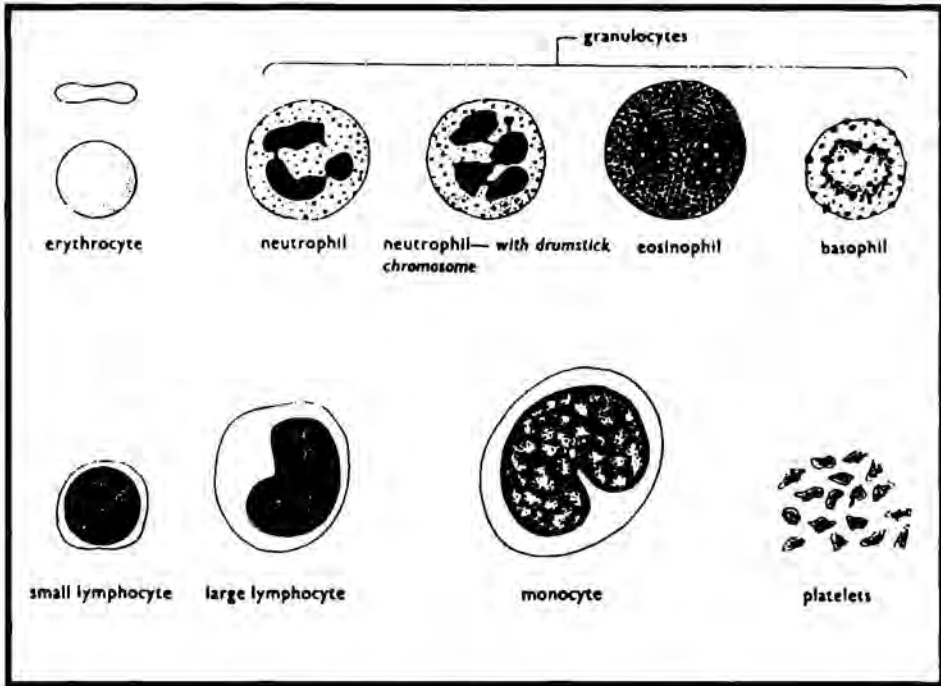 granulocytes
erythrocyte
neutrophil
neutrophil— with drumstick
chromosome
eosinophil
basophil
small lymphocyte
large lymphocyte
monocyte
platelets